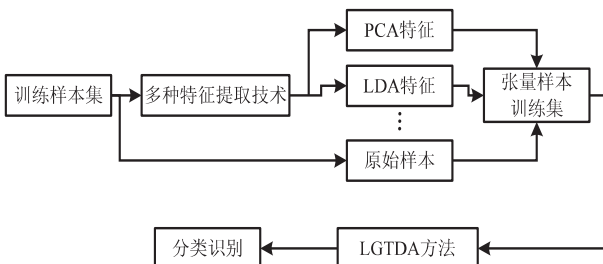 PCA特征
训练样本集
多种特征提取技术
LDA特征
张量样本
训练集
⋮
原始样本
分类识别
LGTDA方法